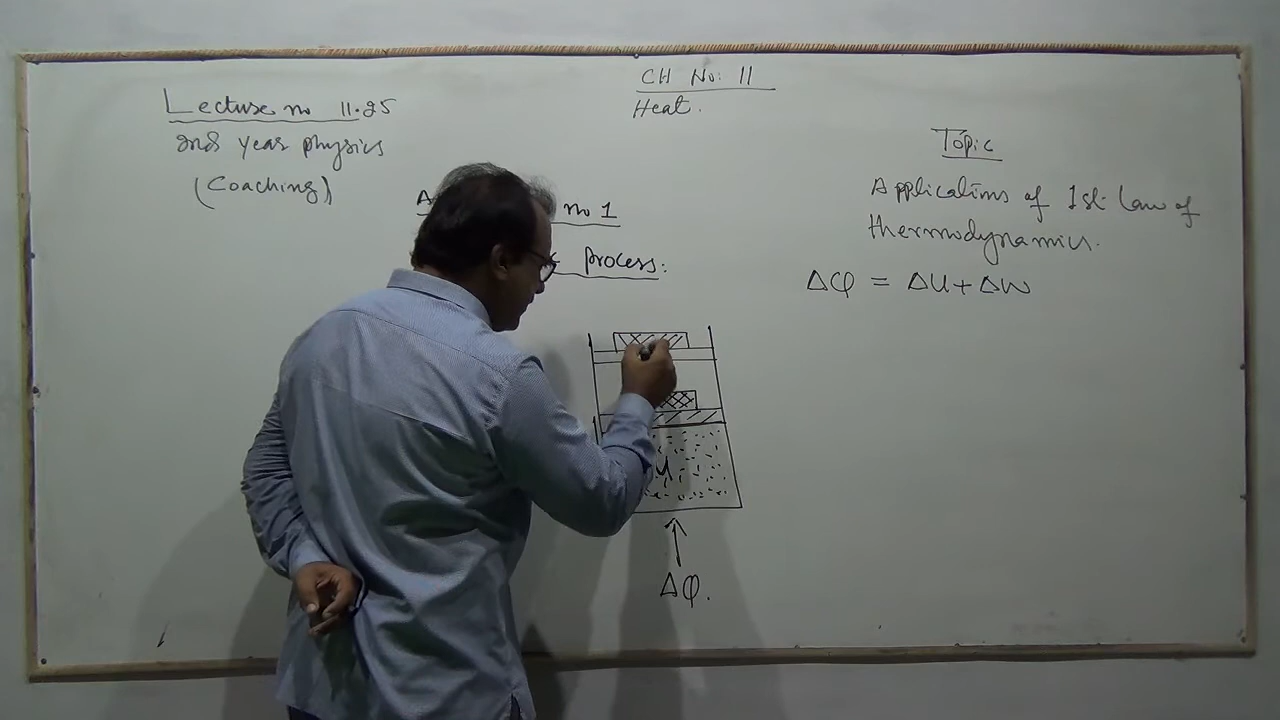 CH No: 11
Heat.
Lecture no 11.25
2nd year physics
(Coaching)
Topic
Applications of 1st Law of
thermodynamics.
ΔQ = ΔU + ΔW
no 1
Process:
U
ΔQ.